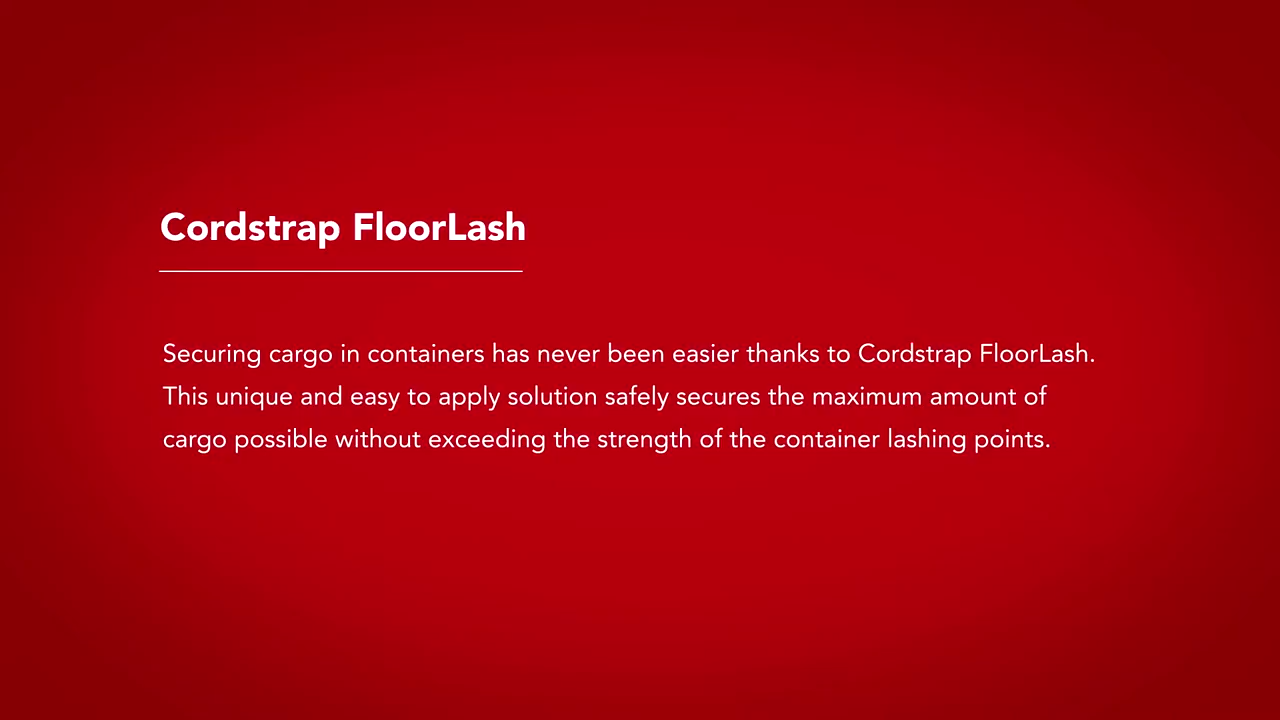 Cordstrap FloorLash
Securing cargo in containers has never been easier thanks to Cordstrap FloorLash.
This unique and easy to apply solution safely secures the maximum amount of
cargo possible without exceeding the strength of the container lashing points.